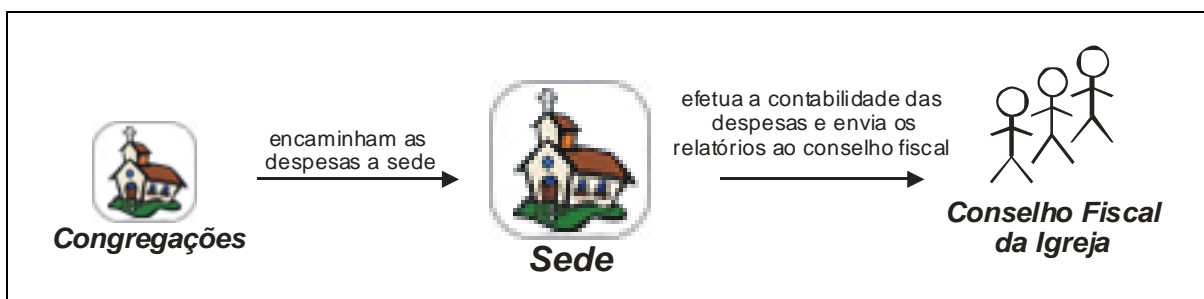 Congregações
encaminham as
despesas a sede
Sede
efetua a contabilidade das
despesas e envia os
relatórios ao conselho fiscal
Conselho Fiscal
da Igreja